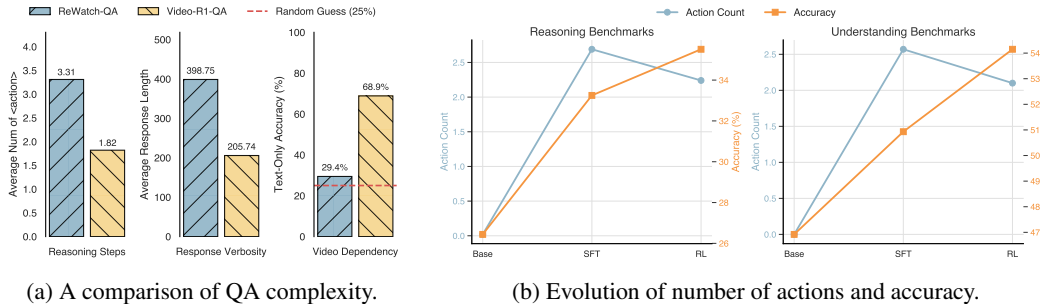 ReWatch-QA
Video-R1-QA
Random Guess (25%)
Average Num of <action>
4.0
3.5
3.0
2.5
2.0
1.5
1.0
0.5
0.0
3.31
1.82
Reasoning Steps
Average Response Length
500
400
300
200
100
0
398.75
205.74
Response Verbosity
Text-Only Accuracy (%)
100
80
60
40
20
0
29.4%
68.9%
Video Dependency
(a) A comparison of QA complexity.
Action Count
Accuracy
Reasoning Benchmarks
Action Count
2.5
2.0
1.5
1.0
0.5
0.0
Base
SFT
RL
34
32
30
28
26
Accuracy (%)
Understanding Benchmarks
Action Count
2.5
2.0
1.5
1.0
0.5
0.0
Base
SFT
RL
54
53
52
51
50
49
48
47
(b) Evolution of number of actions and accuracy.